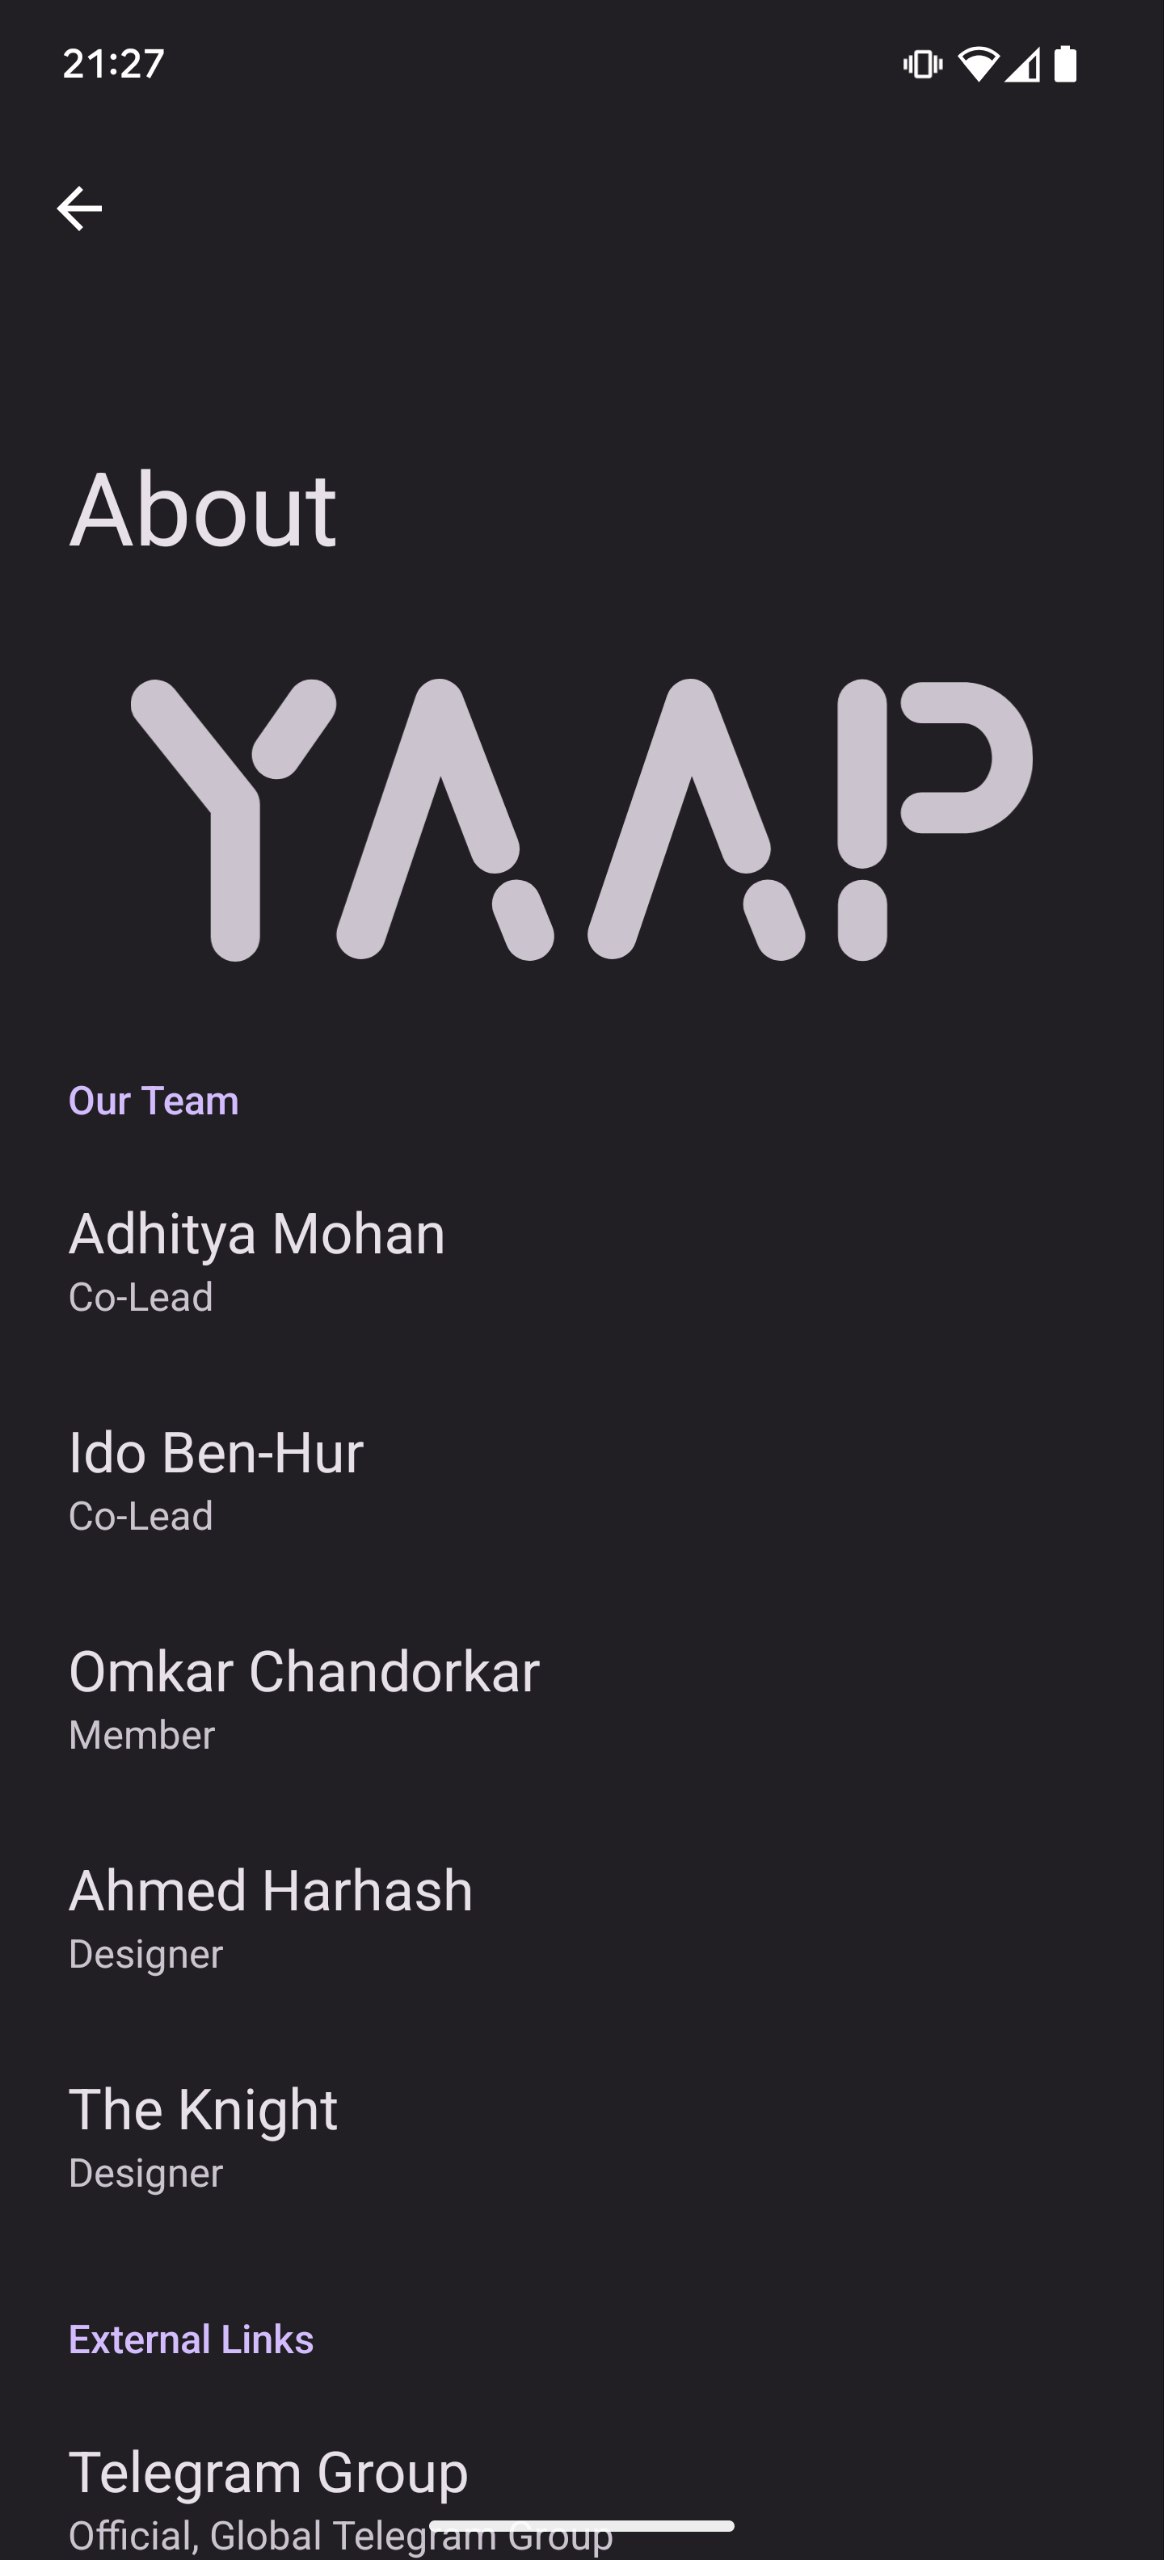 21:27
About
YAAP
Our Team
Adhitya Mohan
Co-Lead
Ido Ben-Hur
Co-Lead
Omkar Chandorkar
Member
Ahmed Harhash
Designer
The Knight
Designer
External Links
Telegram Group
Official, Global Telegram Group